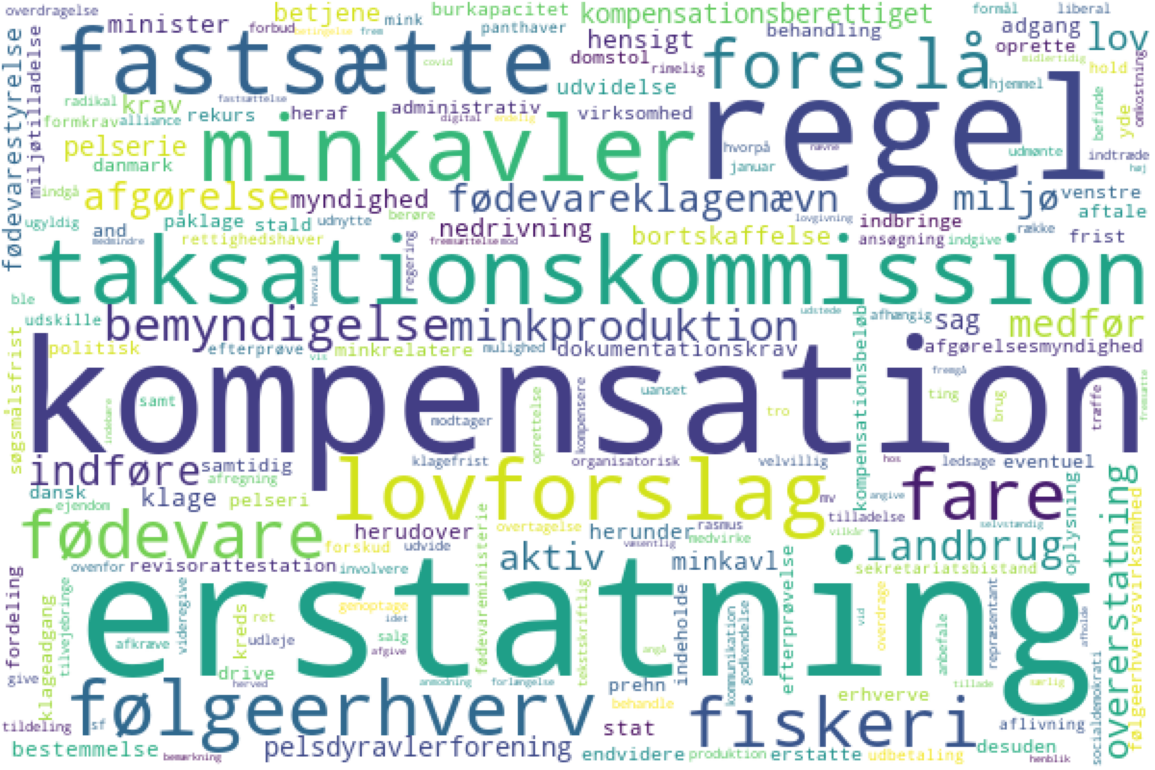 overdragelse
minister
forbud
betjene
betingelse
frem
mink
burkapacitet
panthaver
kompensationsberettiget
behandling
formål
liberal
adgang
oprette
lov
midlertidig
fødevarestyrelse
miljøtilladelse
fastsætte
covid
hensigt
domstol
rimelig
udvidelse
foreslå
hjemmel
hold
yde
omkostning
befinde
radikal
krav
fastsættelse
formkrav
alliance
rekurs
heraf
administrativ
digital
endelig
virksomhed
regel
pelserie
danmark
minkavl er
hvorpå
januar
nævne
udmønte
indtræde
høj
indgå
afgørelse
myndighed
fødevareklagenævn
miljø
venstre
aftale
ugyldig
and
påklage
stald
udnytte
berøre
nedrivning
lovgivning
indbringe
række
medmindre
rettighedshaver
regering
fremsættelse
mod
bortskaffelse
ansøgning
indgive
frist
taksationskommission
henvise
ble
udskille
bemyndigelse
minkproduktion
udstede
kompensationsbeløb
afhængig
sag
medfør
søgsmålsfrist
politisk
efterprøve
vis
minkrelatere
mulighed
dokumentationskrav
afgørelsesmyndighed
kompensation
indebære
samt
modtager
oprettelse
kompensere
uanset
tro
fremgå
ting
brug
træffe
fremsætte
indføre
samtidig
afregning
klagefrist
organisatorisk
velvillig
hos
ledsage
eventuel
dansk
ejendom
klage
pelseri
lovforslag
mv
angive
fare
tilladelse
selvstændig
vilkår
fødevare
forskud
herudover
udvide
fødevareministerie
overtagelse
væsentlig
herunder
rasmus
medvirke
landbrug
oplysning
overerstatning
følgeerhvervsvirksomhed
ovenfor
revisorattestation
involvere
aktiv
minkavl
efterprøvelse
sekretariatsbistand
fordeling
klageadgang
tilvejebringe
erstatning
afkræve
videregive
kreds
ret
udleje
genoptage
idet
salg
afgive
tekstskriftlig
angå
indeholde
kommunikation
godkendelse
vid
overdrage
anbefale
repræsentant
afholde
give
herved
drive
anmodning
forlængelse
prehn
behandle
erhverve
tillade
særlig
socialdemokrati
tildeling
sf
følgeerhverv
stat
fiskeri
aflivning
bestemmelse
bemærkning
pelsdyravlerforening
endvidere
produktion
erstatte
udbetaling
desuden
henblik